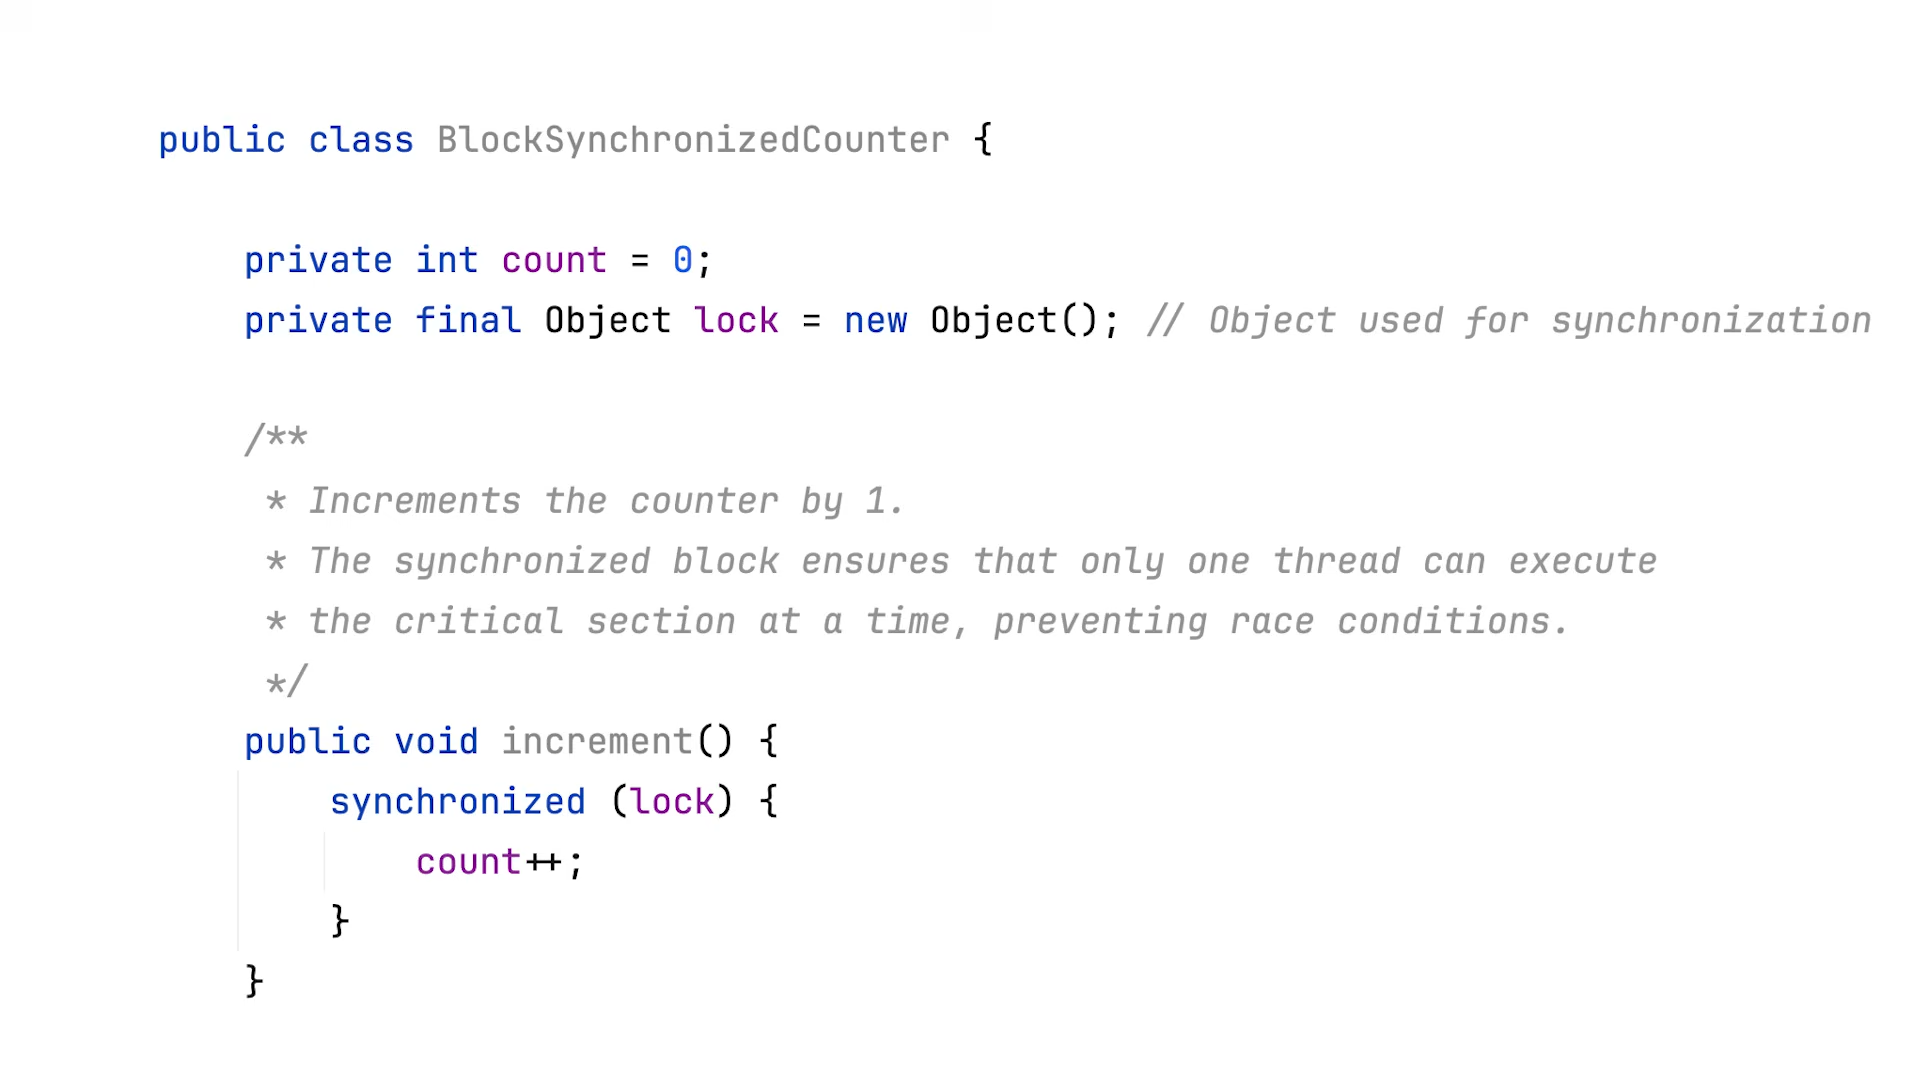 public class BlockSynchronizedCounter {
private int count = 0;
private final Object lock = new Object(); // Object used for synchronization
/**
* Increments the counter by 1.
* The synchronized block ensures that only one thread can execute
* the critical section at a time, preventing race conditions.
*/
public void increment() {
synchronized (lock) {
count++;
}
}